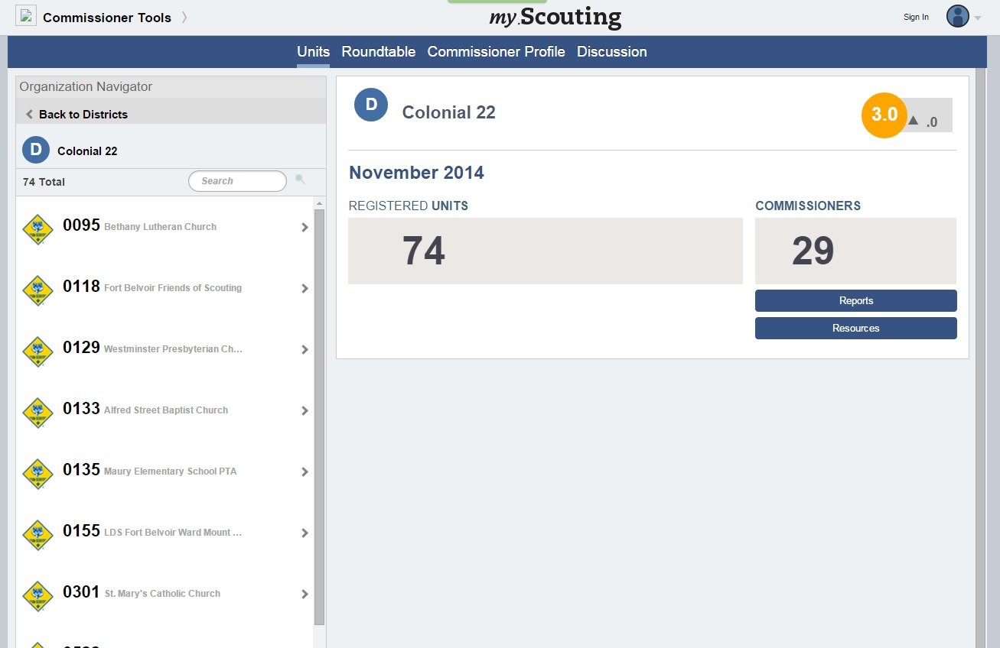 Commissioner Tools
my.Scouting
Sign In
Units Roundtable Commissioner Profile Discussion
Organization Navigator
Back to Districts
D Colonial 22
74 Total
Search
0095 Bethany Lutheran Church
0118 Fort Belvoir Friends of Scouting
0129 Westminster Presbyterian Ch...
0133 Alfred Street Baptist Church
0135 Maury Elementary School PTA
0155 LDS Fort Belvoir Ward Mount ...
0301 St. Mary's Catholic Church
D Colonial 22
3.0 ▲ .0
November 2014
REGISTERED UNITS
74
COMMISSIONERS
29
Reports
Resources